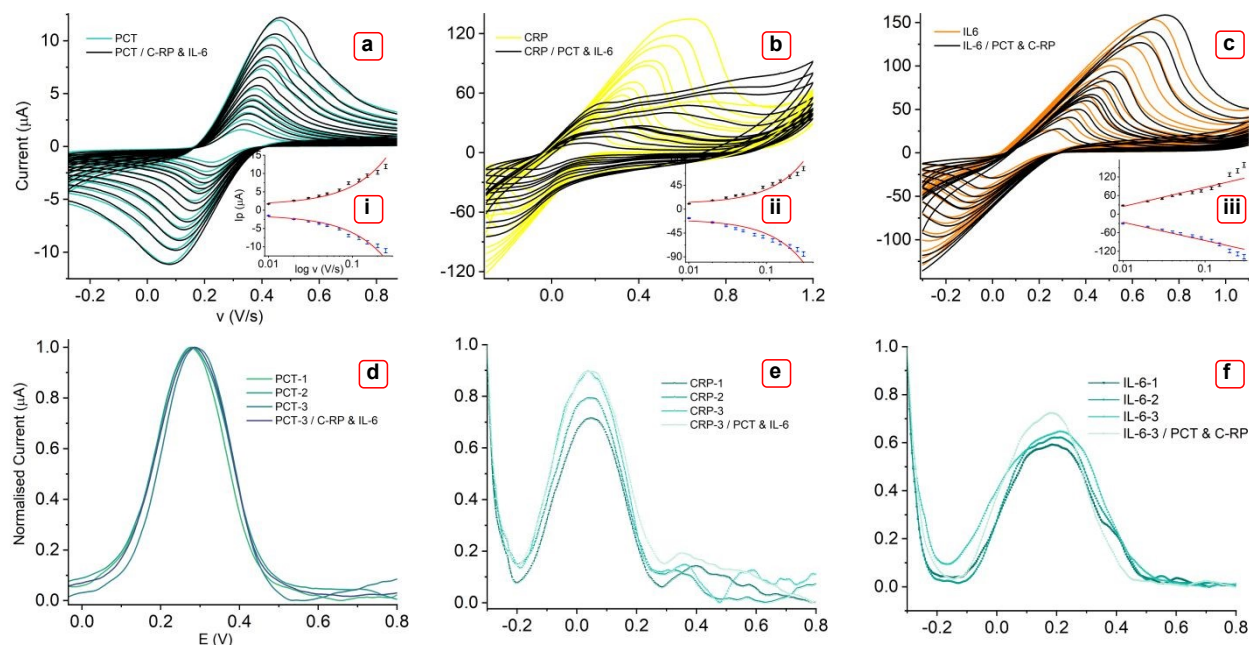 a
PCT
PCT / C-RP & IL-6
10
5
0
-5
-10
Current (µA)
-0.2
0.0
0.2
0.4
0.6
0.8
v (V/s)
i
15
10
5
0
-5
-10
Ip (µA)
0.01
0.1
log v (V/s)
b
CRP
CRP / PCT & IL-6
120
60
0
-60
-120
0.0
0.4
0.8
1.2
ii
45
0
-45
-90
0.01
0.1
c
IL6
IL-6 / PCT & C-RP
150
100
50
0
-50
-100
-0.2
0.0
0.2
0.4
0.6
0.8
1.0
iii
120
60
0
-60
-120
0.01
0.1
d
PCT-1
PCT-2
PCT-3
PCT-3 / C-RP & IL-6
1.0
0.8
0.6
0.4
0.2
0.0
Normalised Current (µA)
0.0
0.2
0.4
0.6
0.8
E (V)
e
CRP-1
CRP-2
CRP-3
CRP-3 / PCT & IL-6
1.0
0.8
0.6
0.4
0.2
0.0
-0.2
0.0
0.2
0.4
0.6
0.8
f
IL-6-1
IL-6-2
IL-6-3
IL-6-3 / PCT & C-RP
1.0
0.8
0.6
0.4
0.2
0.0
-0.2
0.0
0.2
0.4
0.6
0.8